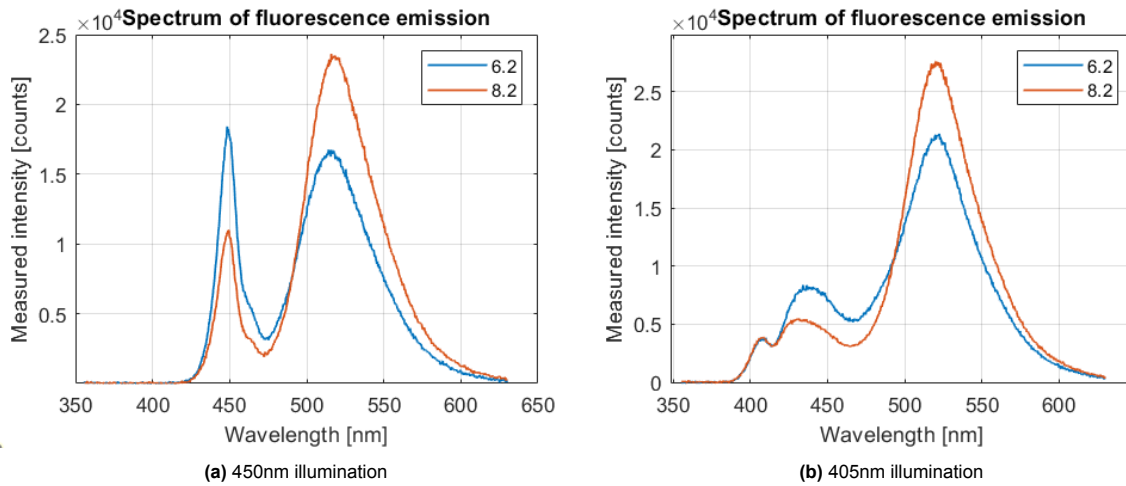 ×10⁴Spectrum of fluorescence emission
2.5
2
1.5
1
0.5
Measured intensity [counts]
6.2
8.2
350 400 450 500 550 600 650
Wavelength [nm]
(a) 450nm illumination
×10⁴Spectrum of fluorescence emission
2.5
2
1.5
1
0.5
0
Measured intensity [counts]
6.2
8.2
400 450 500 550 600
Wavelength [nm]
(b) 405nm illumination